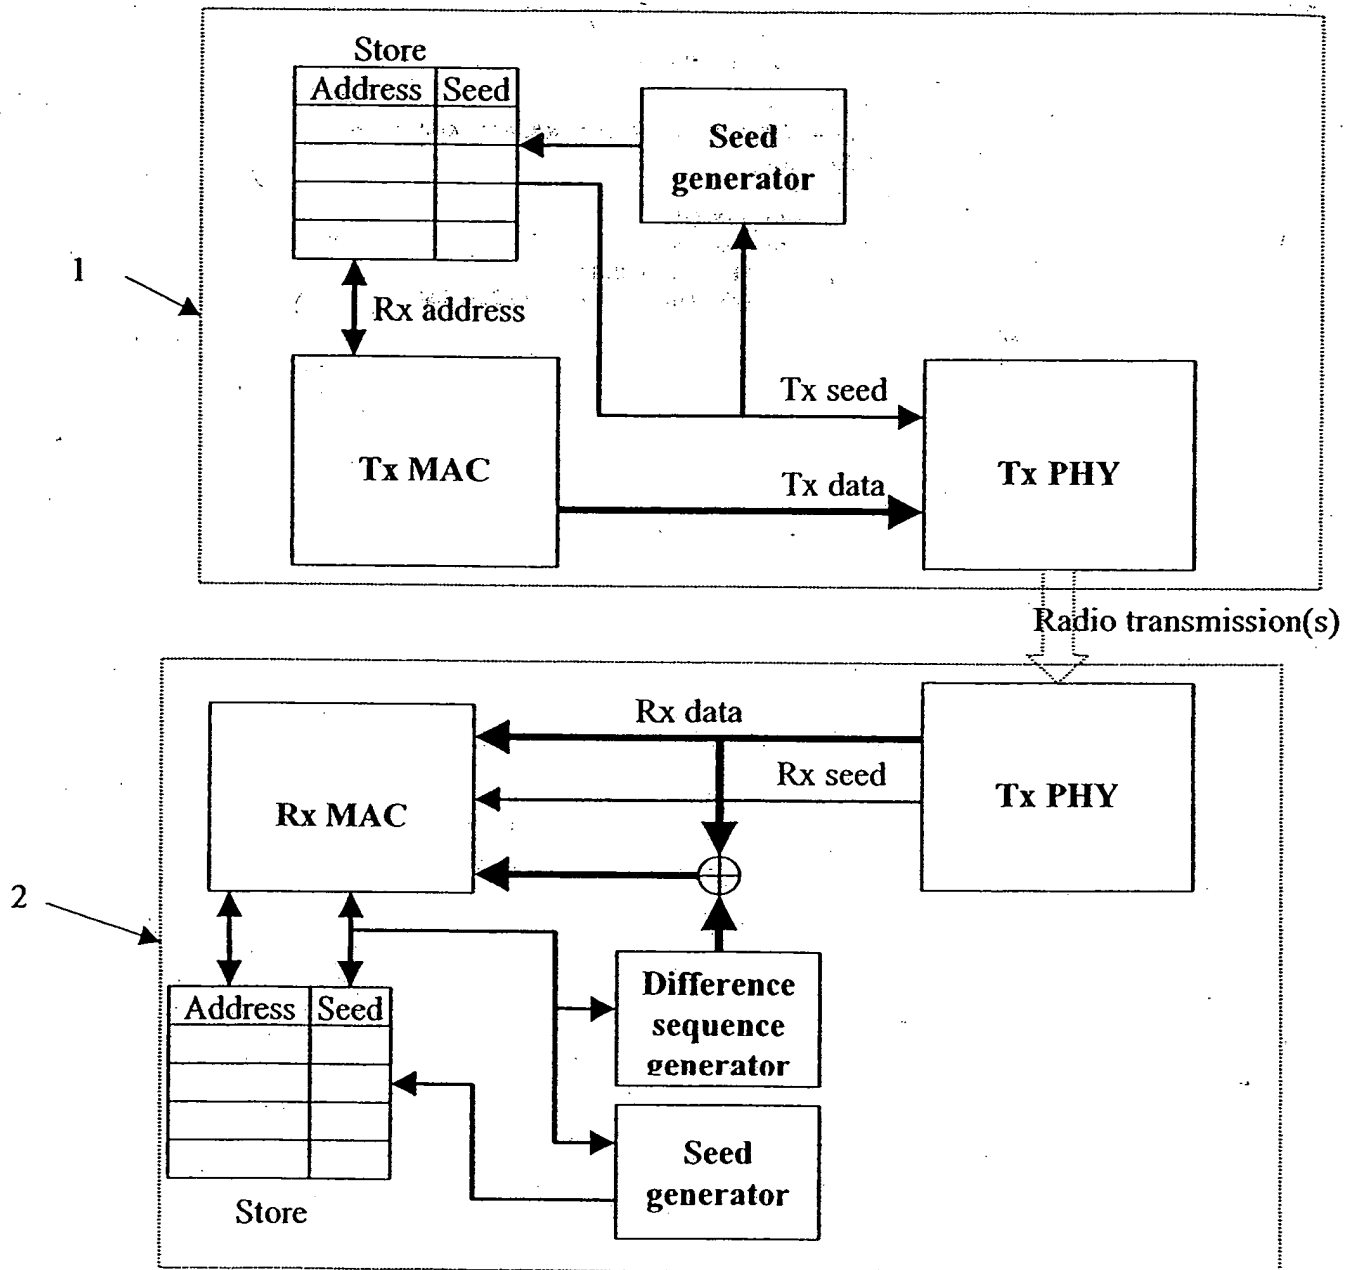 Store
Address Seed
Seed
generator
1
Rx address
Tx seed
Tx MAC
Tx data
Tx PHY
Radio transmission(s)
Rx data
Rx seed
Rx MAC
Tx PHY
2
Address Seed
Difference
sequence
generator
Seed
generator
Store